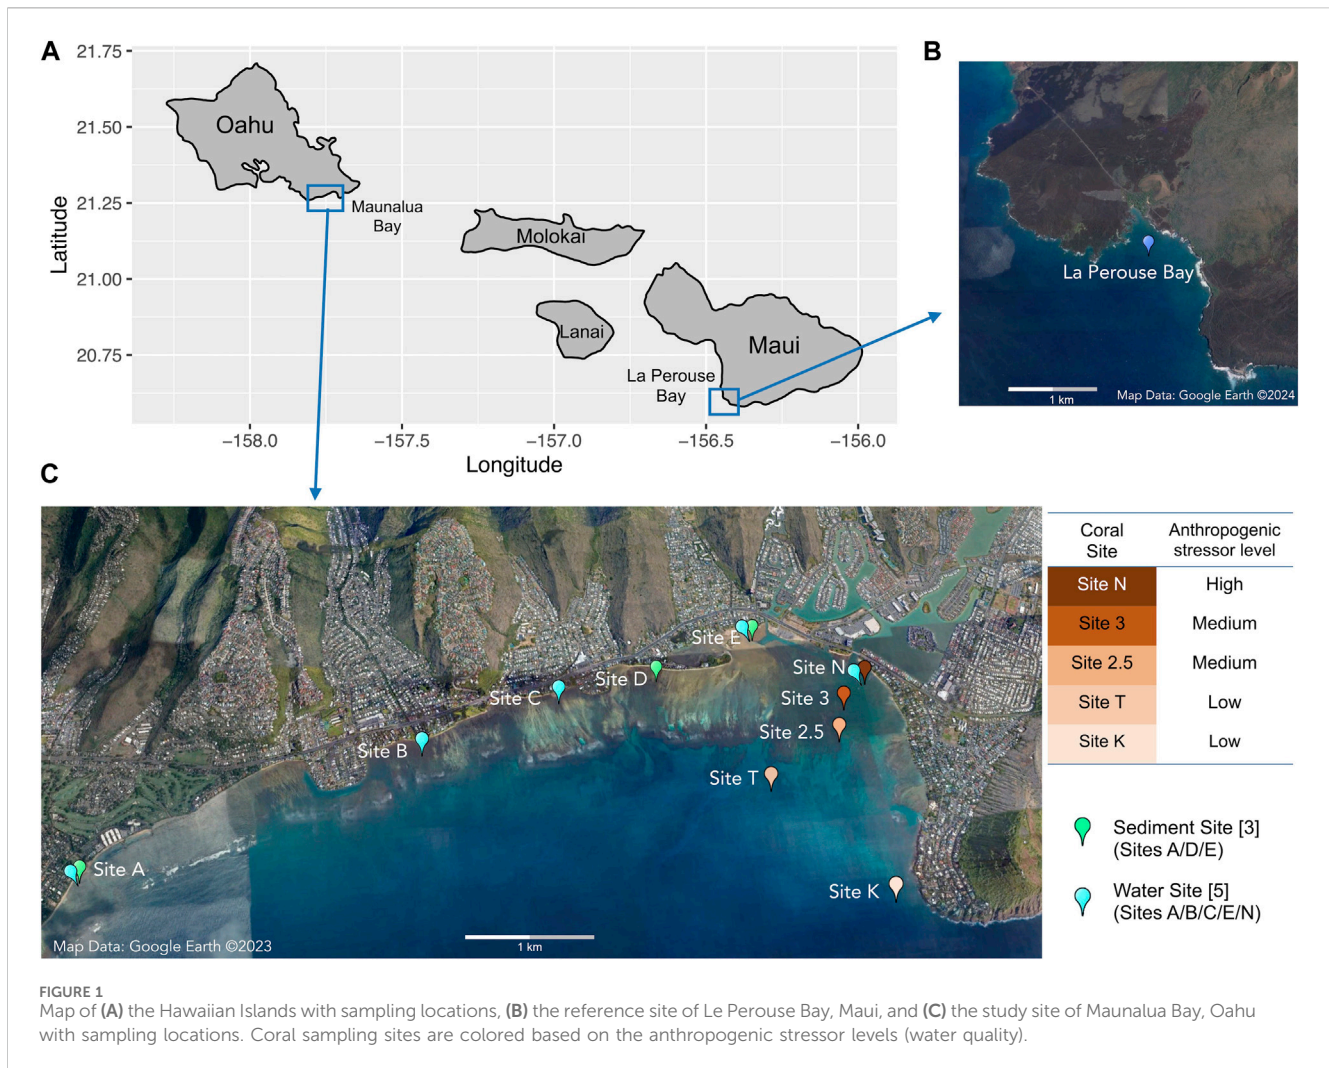 A
21.75
21.50
21.25
21.00
20.75
Latitude
Oahu
Maunalua
Bay
Molokai
Lanai
Maui
La Perouse
Bay
−158.0
−157.5
−157.0
−156.5
−156.0
Longitude
B
La Perouse Bay
1 km
Map Data: Google Earth ©2024
C
Site A
Site B
Site C
Site D
Site E
Site N
Site 3
Site 2.5
Site T
Site K
Map Data: Google Earth ©2023
1 km
Coral
Site
Anthropogenic
stressor level
Site N High
Site 3 Medium
Site 2.5 Medium
Site T Low
Site K Low
Sediment Site [3]
(Sites A/D/E)
Water Site [5]
(Sites A/B/C/E/N)
FIGURE 1
Map of (A) the Hawaiian Islands with sampling locations, (B) the reference site of Le Perouse Bay, Maui, and (C) the study site of Maunalua Bay, Oahu
with sampling locations. Coral sampling sites are colored based on the anthropogenic stressor levels (water quality).